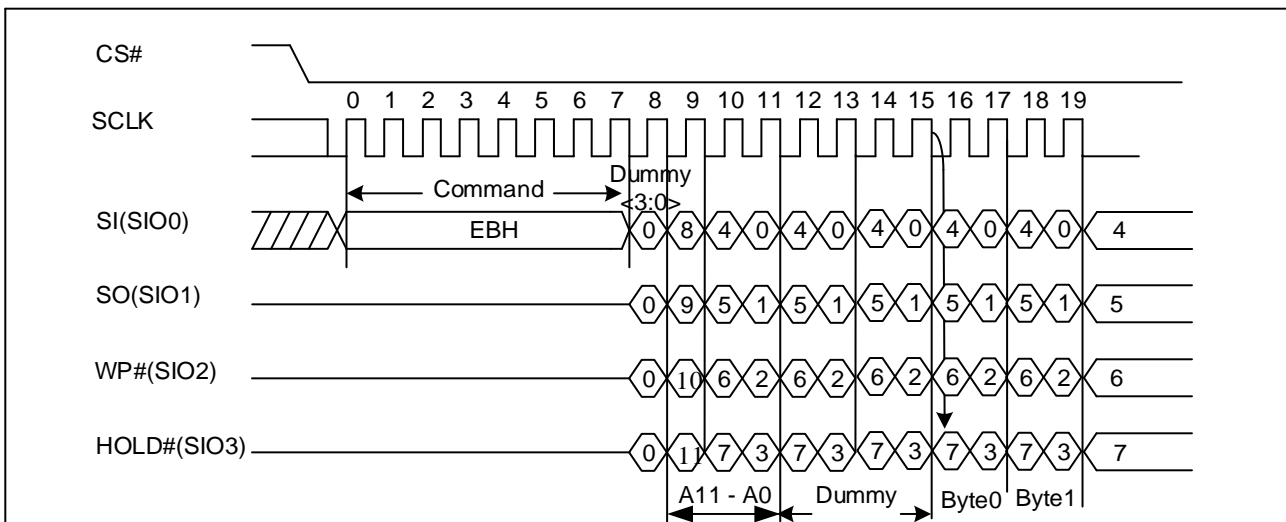 CS#
0 1 2 3 4 5 6 7 8 9 10 11 12 13 14 15 16 17 18 19
SCLK
Command
Dummy
<3:0>
SI(SIO0)
EBH
0 8 4 0 4 0 4 0 4 0 4 0 4
SO(SIO1)
0 9 5 1 5 1 5 1 5 1 5 1 5
WP#(SIO2)
0 10 6 2 6 2 6 2 6 2 6 2 6
HOLD#(SIO3)
0 11 7 3 7 3 7 3 7 3 7 3 7
A11 - A0 Dummy Byte0 Byte1